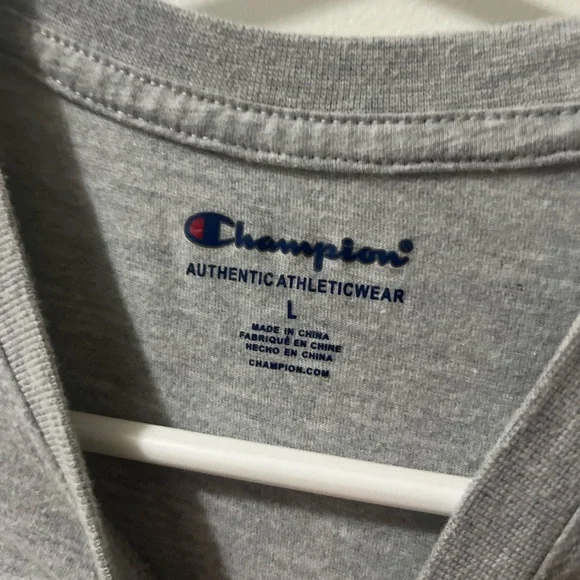 Champion®
AUTHENTIC ATHLETICWEAR
L
MADE IN CHINA
FABRIQUÉ EN CHINE
HECHO EN CHINA
CHAMPION.COM